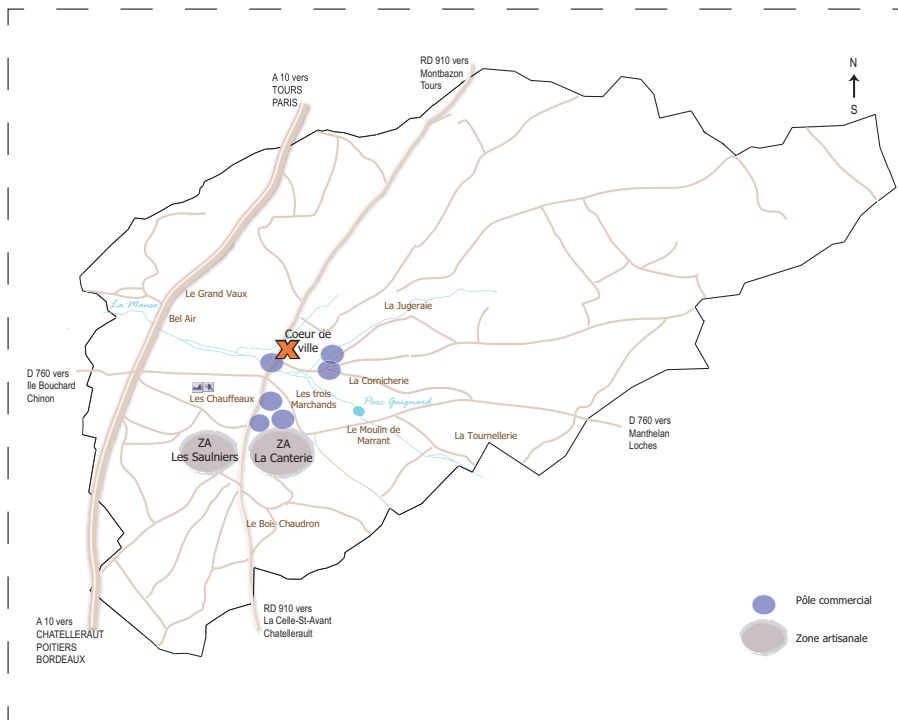 RD 910 vers
Montbazon
Tours
A 10 vers
TOURS
PARIS
N
S
Le Grand Vaux
La Manse
Bel Air
La Jugeraie
Coeur de
ville
D 760 vers
Ile Bouchard
Chinon
La Cornicherie
Les Chauffeaux
Les trois
Marchands
Parc Guignard
D 760 vers
Manthelan
Loches
Le Moulin de
Marrant
La Tournellerie
ZA
Les Saulniers
ZA
La Canterie
Le Bois Chaudron
RD 910 vers
La Celle-St-Avant
Chatellerault
A 10 vers
CHATELLERAUT
POITIERS
BORDEAUX
Pôle commercial
Zone artisanale